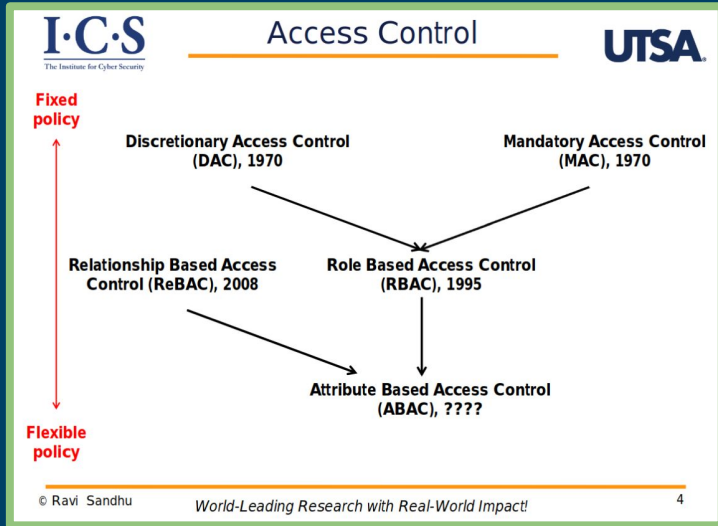 I·C·S
The Institute for Cyber Security
Access Control
UTSA
Fixed
policy
Discretionary Access Control
(DAC), 1970
Mandatory Access Control
(MAC), 1970
Relationship Based Access
Control (ReBAC), 2008
Role Based Access Control
(RBAC), 1995
Attribute Based Access Control
(ABAC), ????
Flexible
policy
© Ravi Sandhu
World-Leading Research with Real-World Impact!
4